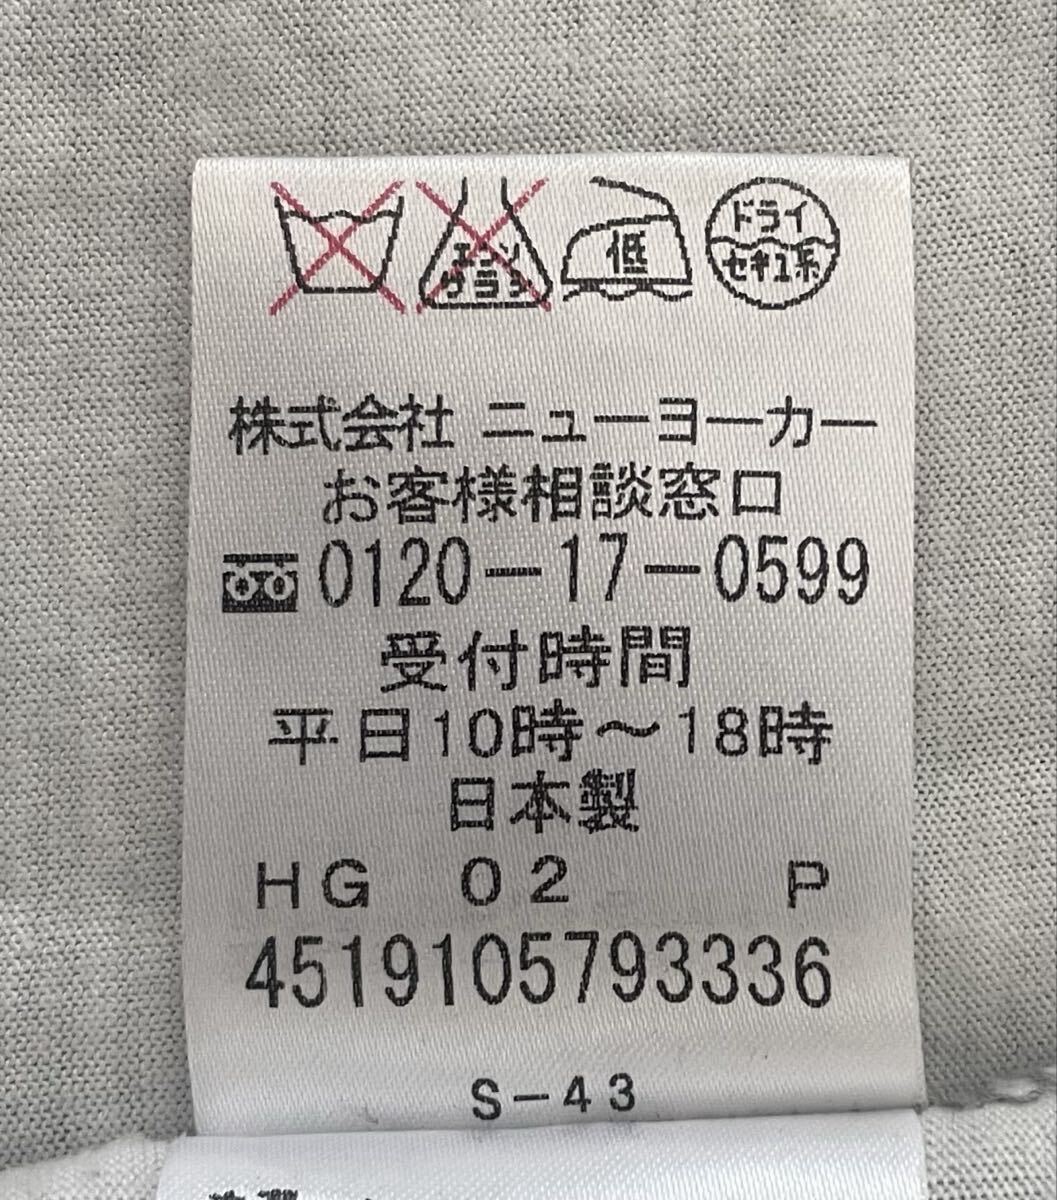 エンソ
サラシ
低
ドライ
セキユ系
株式会社 ニューヨーカー
お客様相談窓口
0120-17-0599
受付時間
平日10時～18時
日本製
HG 02 P
4519105793336
S-43